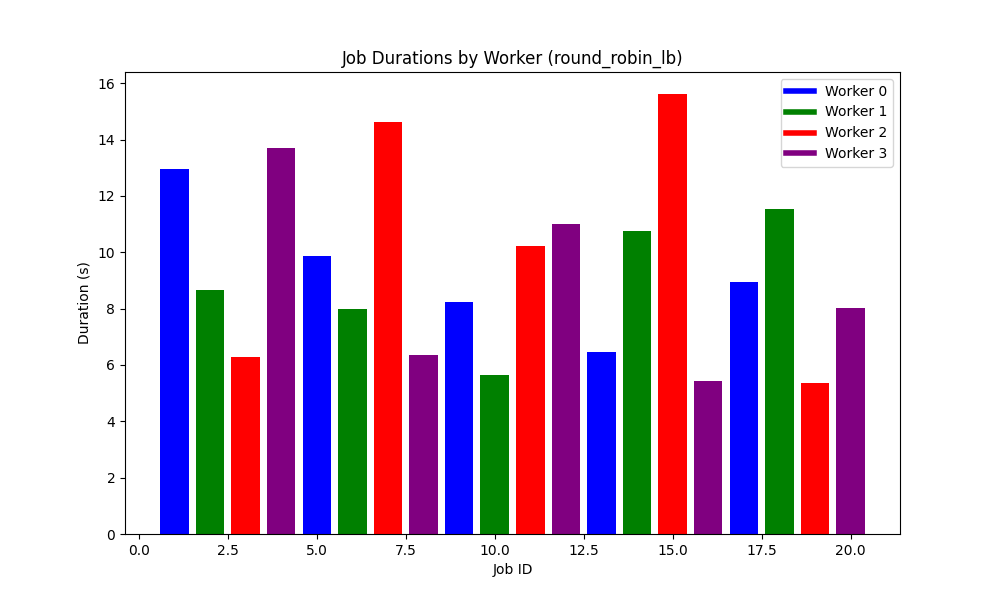 Job Durations by Worker (round_robin_lb)
Worker 0
Worker 1
Worker 2
Worker 3
Duration (s)
16
14
12
10
8
6
4
2
0
0.0 2.5 5.0 7.5 10.0 12.5 15.0 17.5 20.0
Job ID